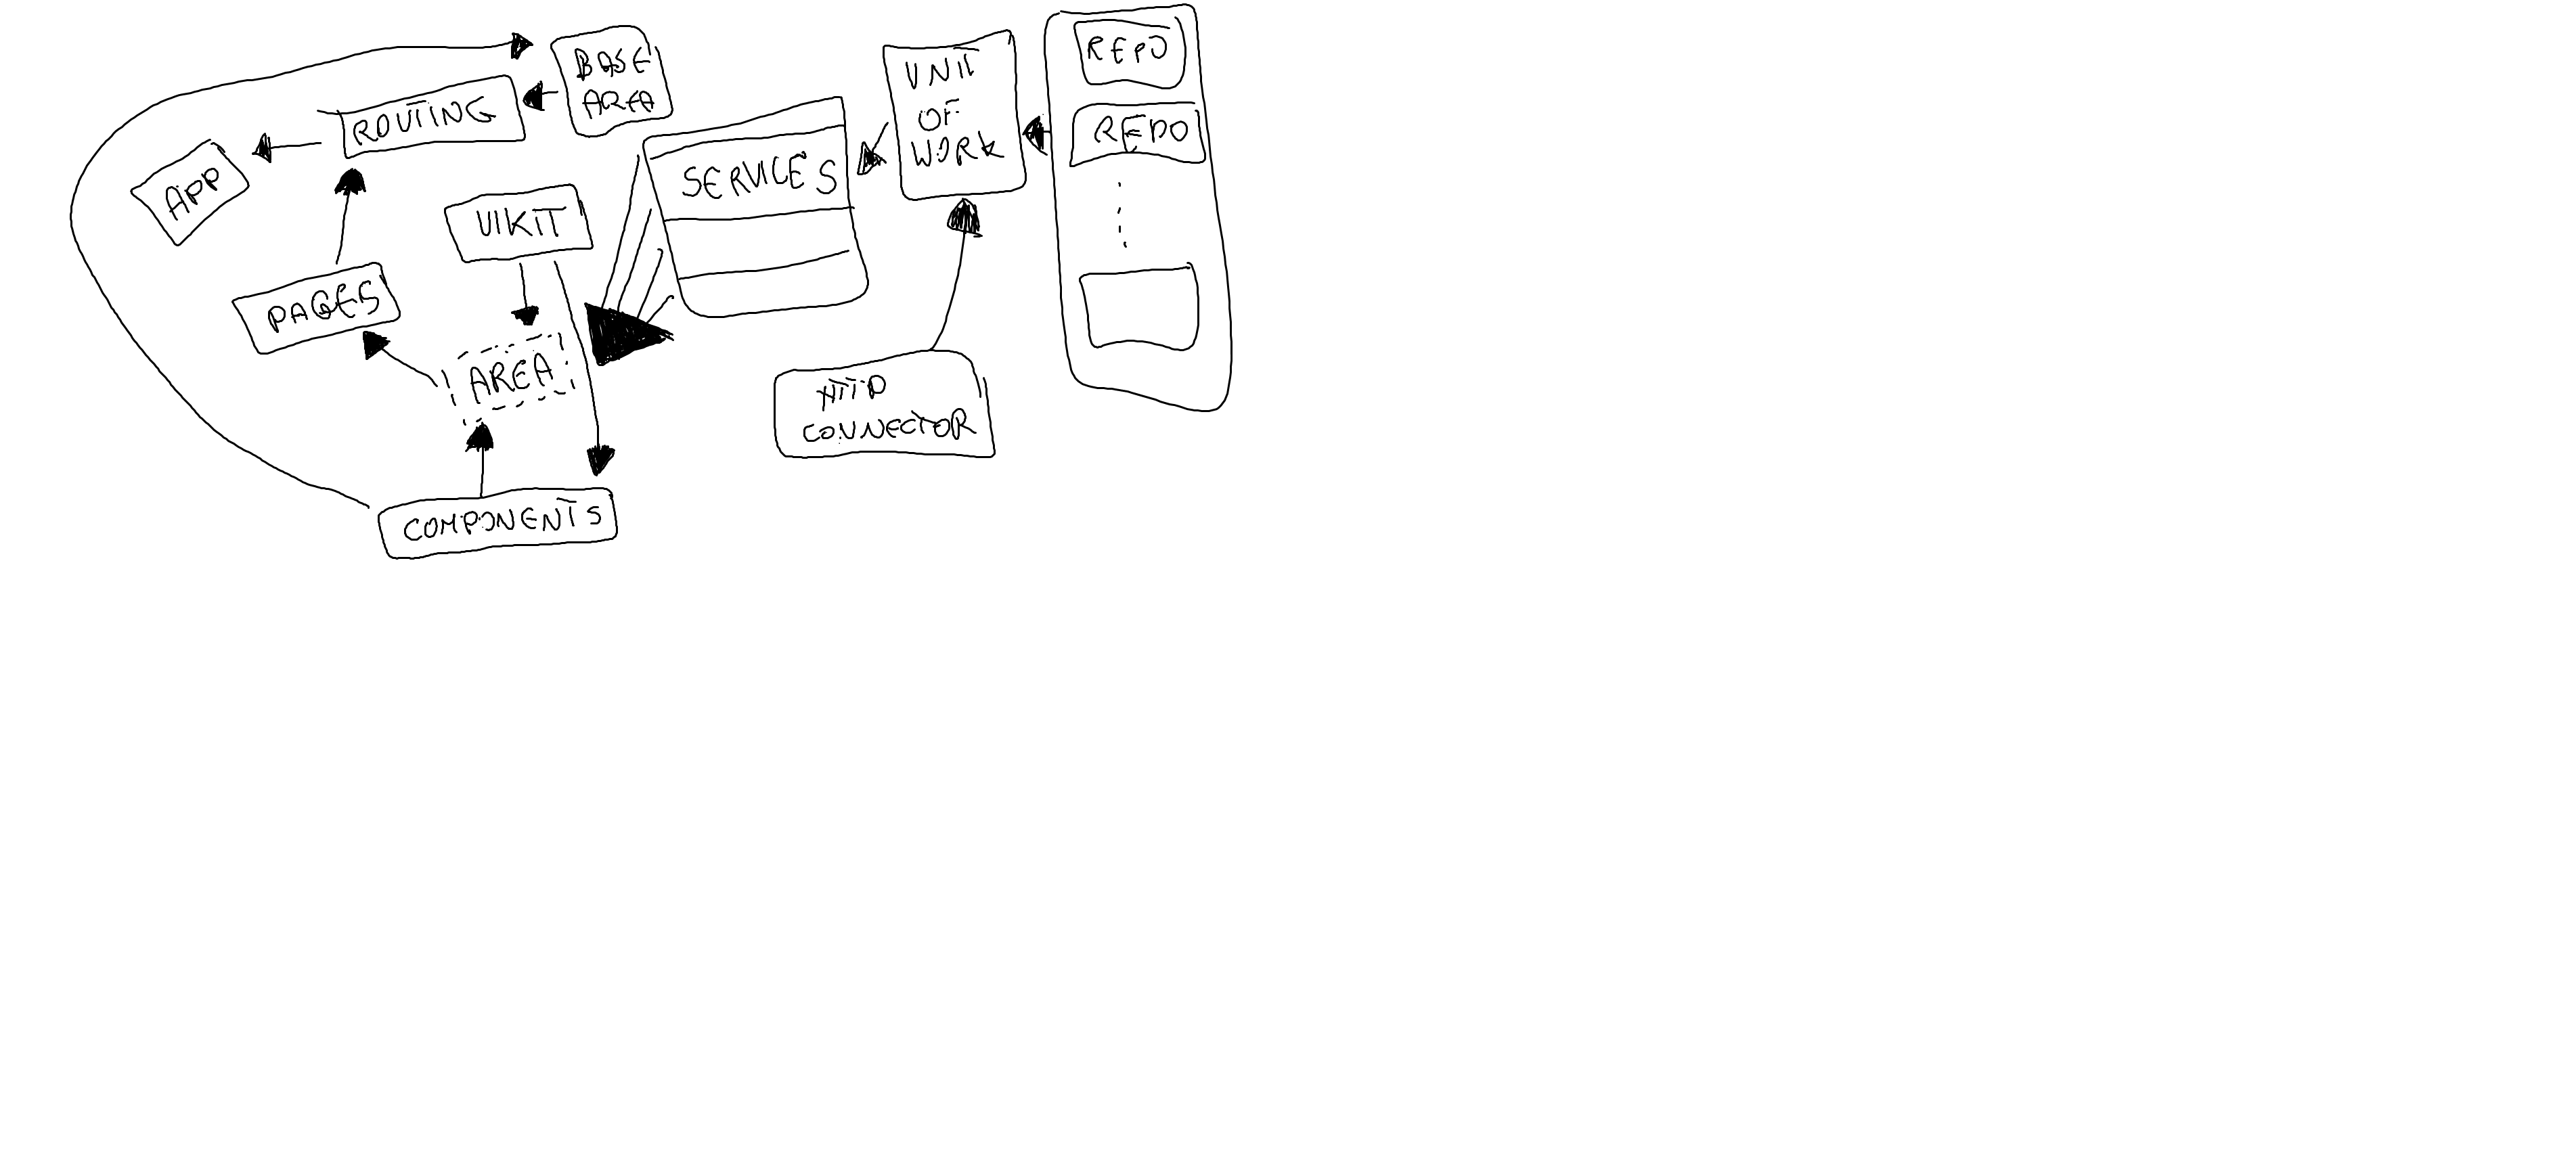 BASE
AREA
ROUTING
APP
UIKIT
PAGES
AREA
COMPONENTS
SERVICES
UNIT
OF
WORK
HTTP
CONNECTOR
REPO
REPO